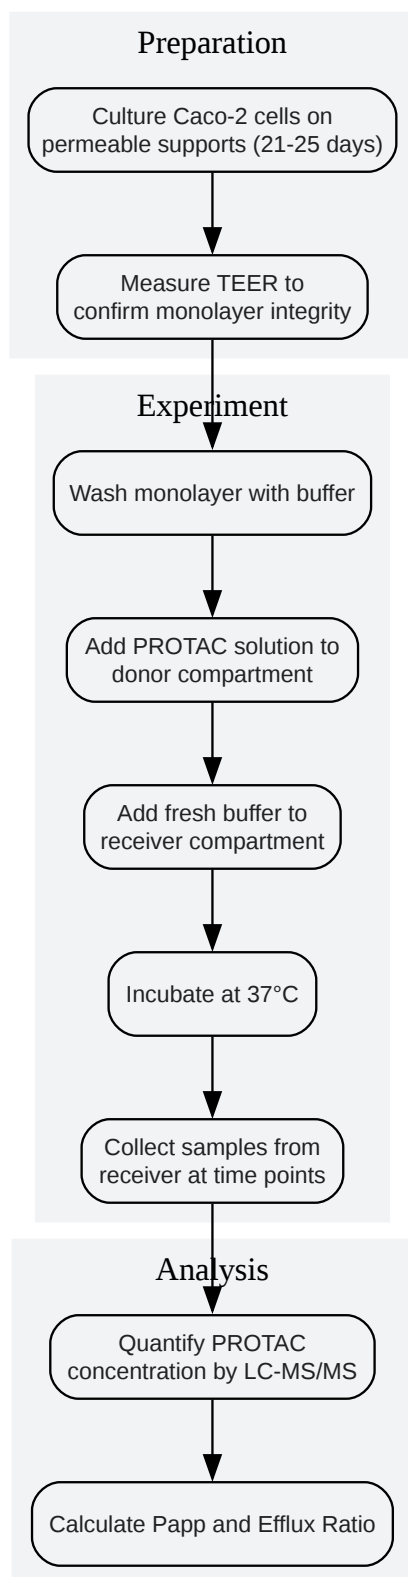 Preparation
Culture Caco-2 cells on
permeable supports (21-25 days)
Measure TEER to
confirm monolayer integrity
Experiment
Wash monolayer with buffer
Add PROTAC solution to
donor compartment
Add fresh buffer to
receiver compartment
Incubate at 37°C
Collect samples from
receiver at time points
Analysis
Quantify PROTAC
concentration by LC-MS/MS
Calculate Papp and Efflux Ratio